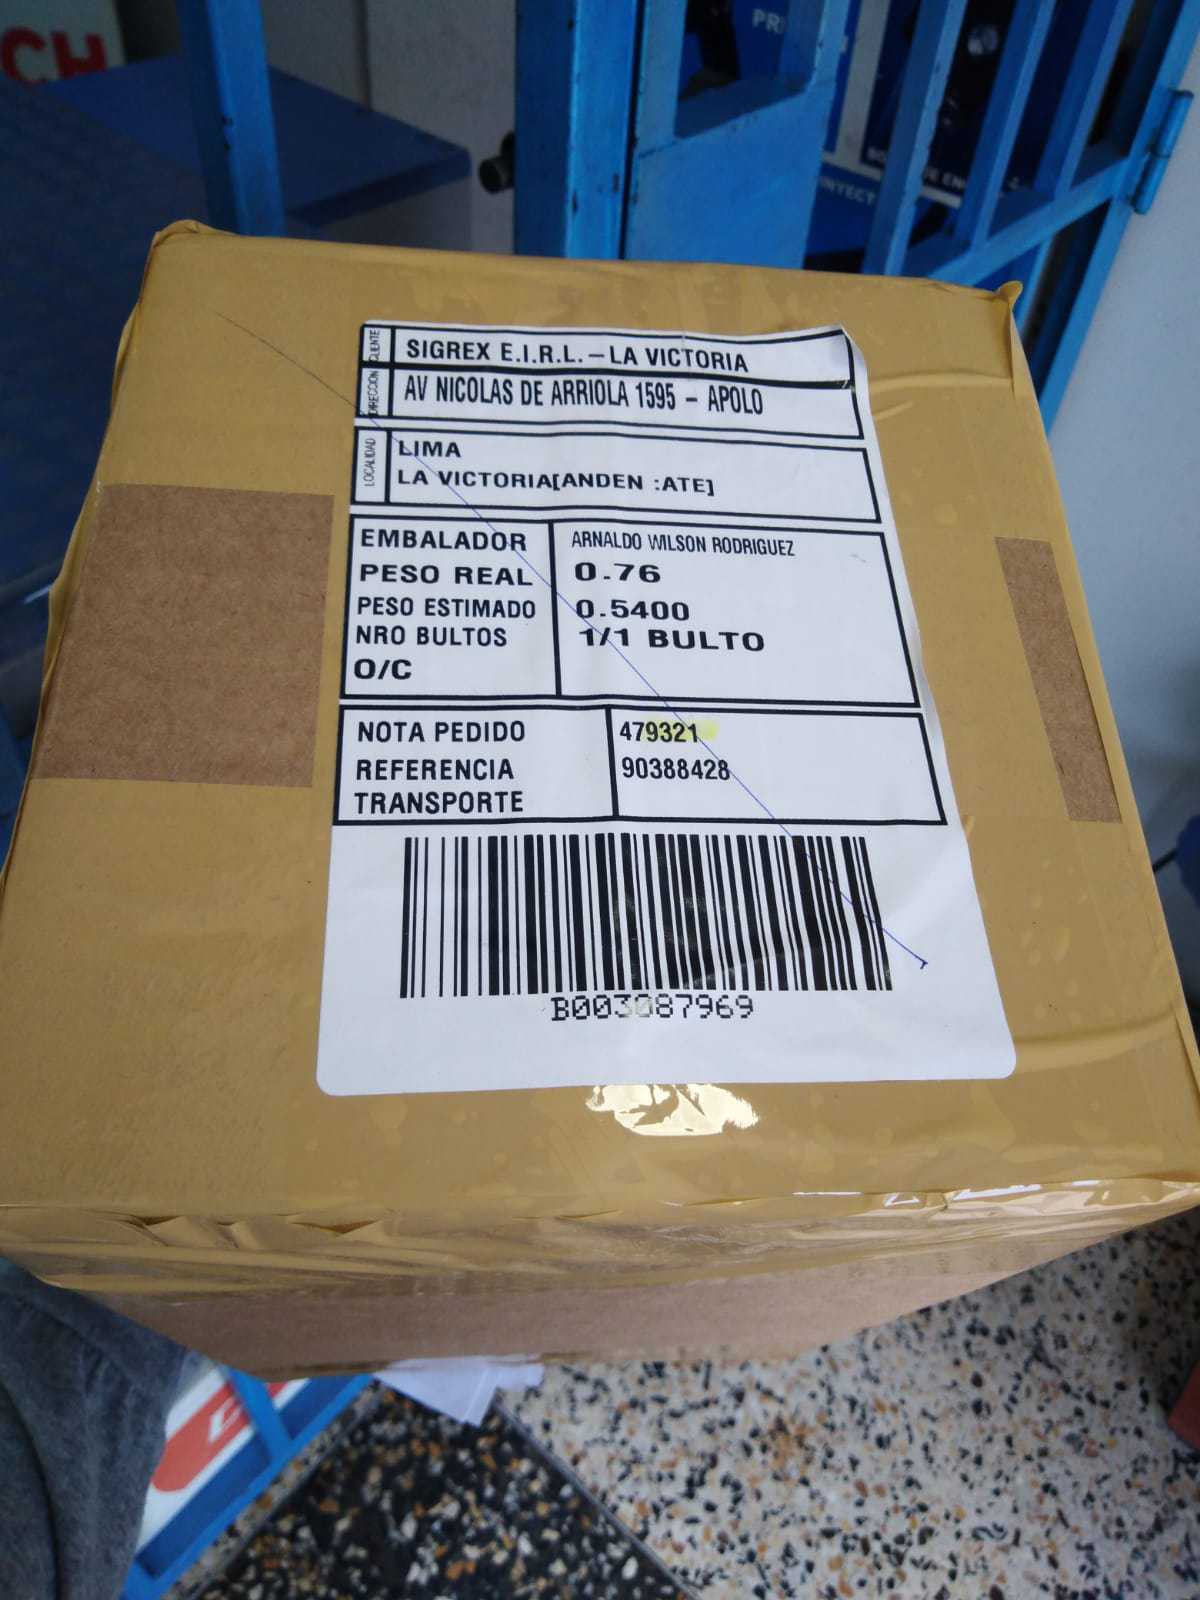 CH
SIGREX E.I.R.L. – LA VICTORIA
CLIENTE
AV NICOLAS DE ARRIOLA 1595 – APOLO
DIRECCION
LIMA
LA VICTORIA[ANDEN :ATE]
LOCALIDAD
EMBALADOR ARNALDO WILSON RODRIGUEZ
PESO REAL 0.76
PESO ESTIMADO 0.5400
NRO BULTOS 1/1 BULTO
O/C
NOTA PEDIDO 479321
REFERENCIA 90388428
TRANSPORTE
B003087969